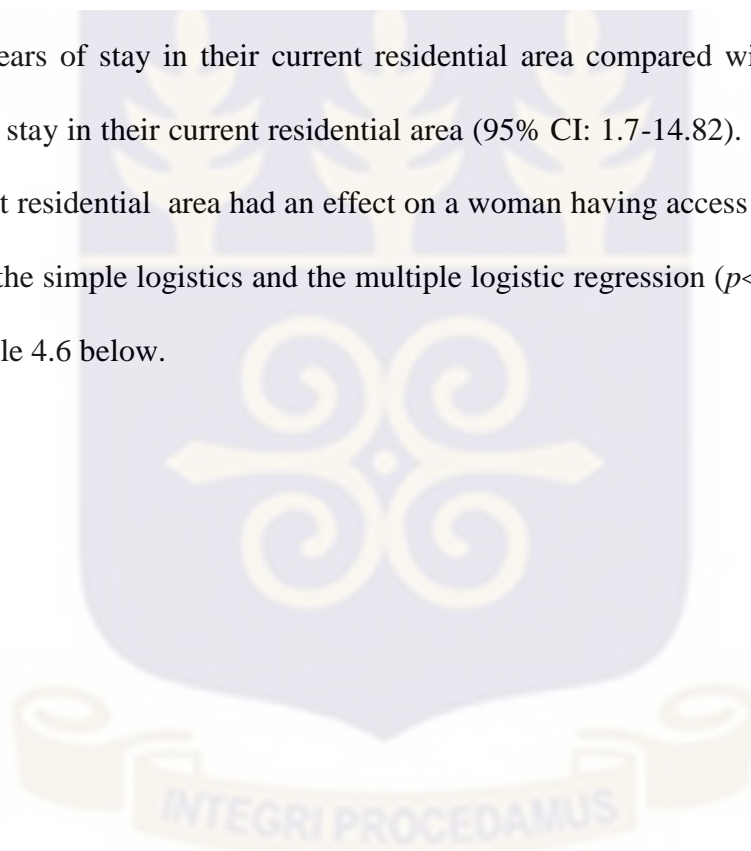 ears of stay in their current residential area compared wi
stay in their current residential area (95% CI: 1.7-14.82).
t residential area had an effect on a woman having access
the simple logistics and the multiple logistic regression (p<
le 4.6 below.
INTEGRI PROCEDAMUS